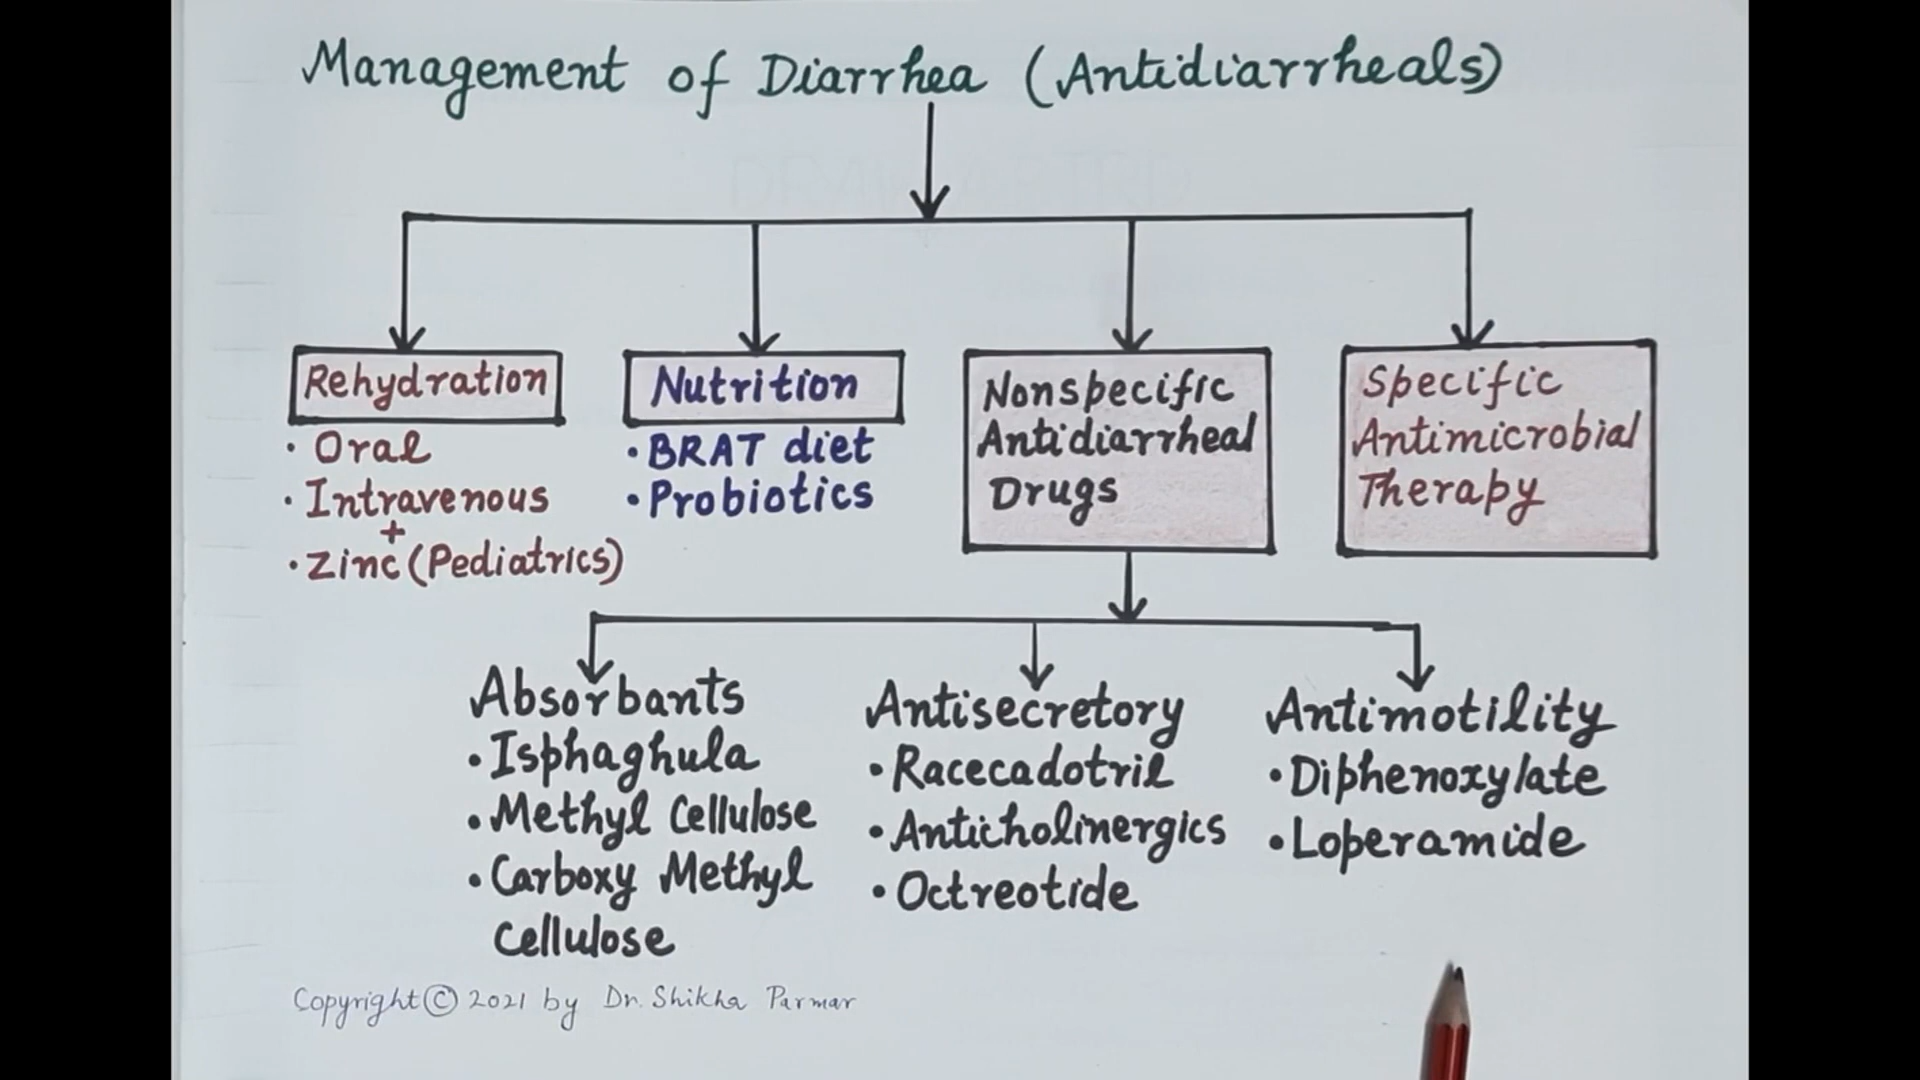 Management of Diarrhea (Antidiarrheals)
Rehydration
• Oral
• Intravenous
+
• Zinc (Pediatrics)
Nutrition
• BRAT diet
• Probiotics
Nonspecific
Antidiarrheal
Drugs
Specific
Antimicrobial
Therapy
Absorbants
• Isphaghula
• Methyl Cellulose
• Carboxy Methyl
Cellulose
Antisecretory
• Racecadotril
• Anticholinergics
• Octreotide
Antimotility
• Diphenoxylate
• Loperamide
Copyright © 2021 by Dr. Shikha Parmar